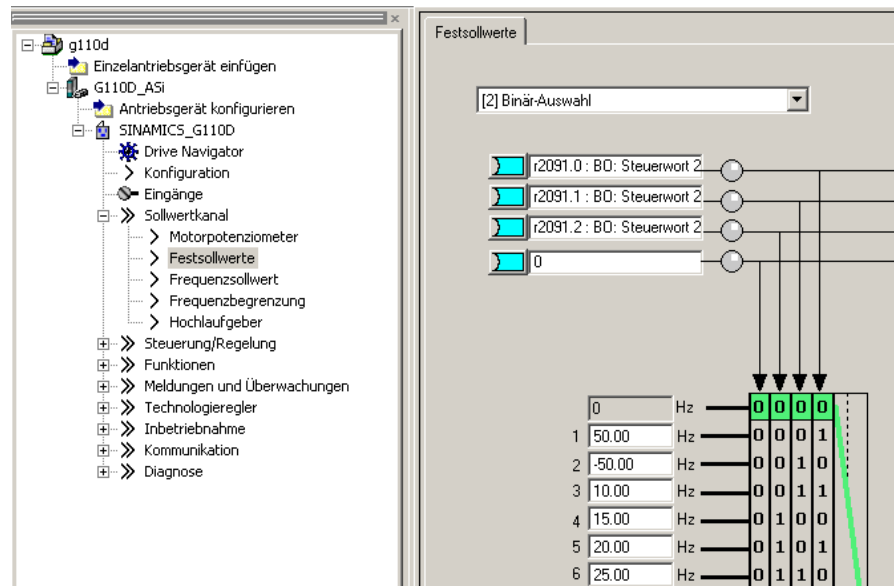 g110d
Einzelantriebsgerät einfügen
G110D_ASi
Antriebsgerät konfigurieren
SINAMICS_G110D
Drive Navigator
Konfiguration
Eingänge
Sollwertkanal
Motorpotenziometer
Festsollwerte
Frequenzsollwert
Frequenzbegrenzung
Hochlaufgeber
Steuerung/Regelung
Funktionen
Meldungen und Überwachungen
Technologieregler
Inbetriebnahme
Kommunikation
Diagnose
Festsollwerte
[2] Binär-Auswahl
r2091.0 : BO: Steuerwort 2
r2091.1 : BO: Steuerwort 2
r2091.2 : BO: Steuerwort 2
0
0 Hz 0 0 0 0
1 50.00 Hz 0 0 0 1
2 -50.00 Hz 0 0 1 0
3 10.00 Hz 0 0 1 1
4 15.00 Hz 0 1 0 0
5 20.00 Hz 0 1 0 1
6 25.00 Hz 0 1 1 0